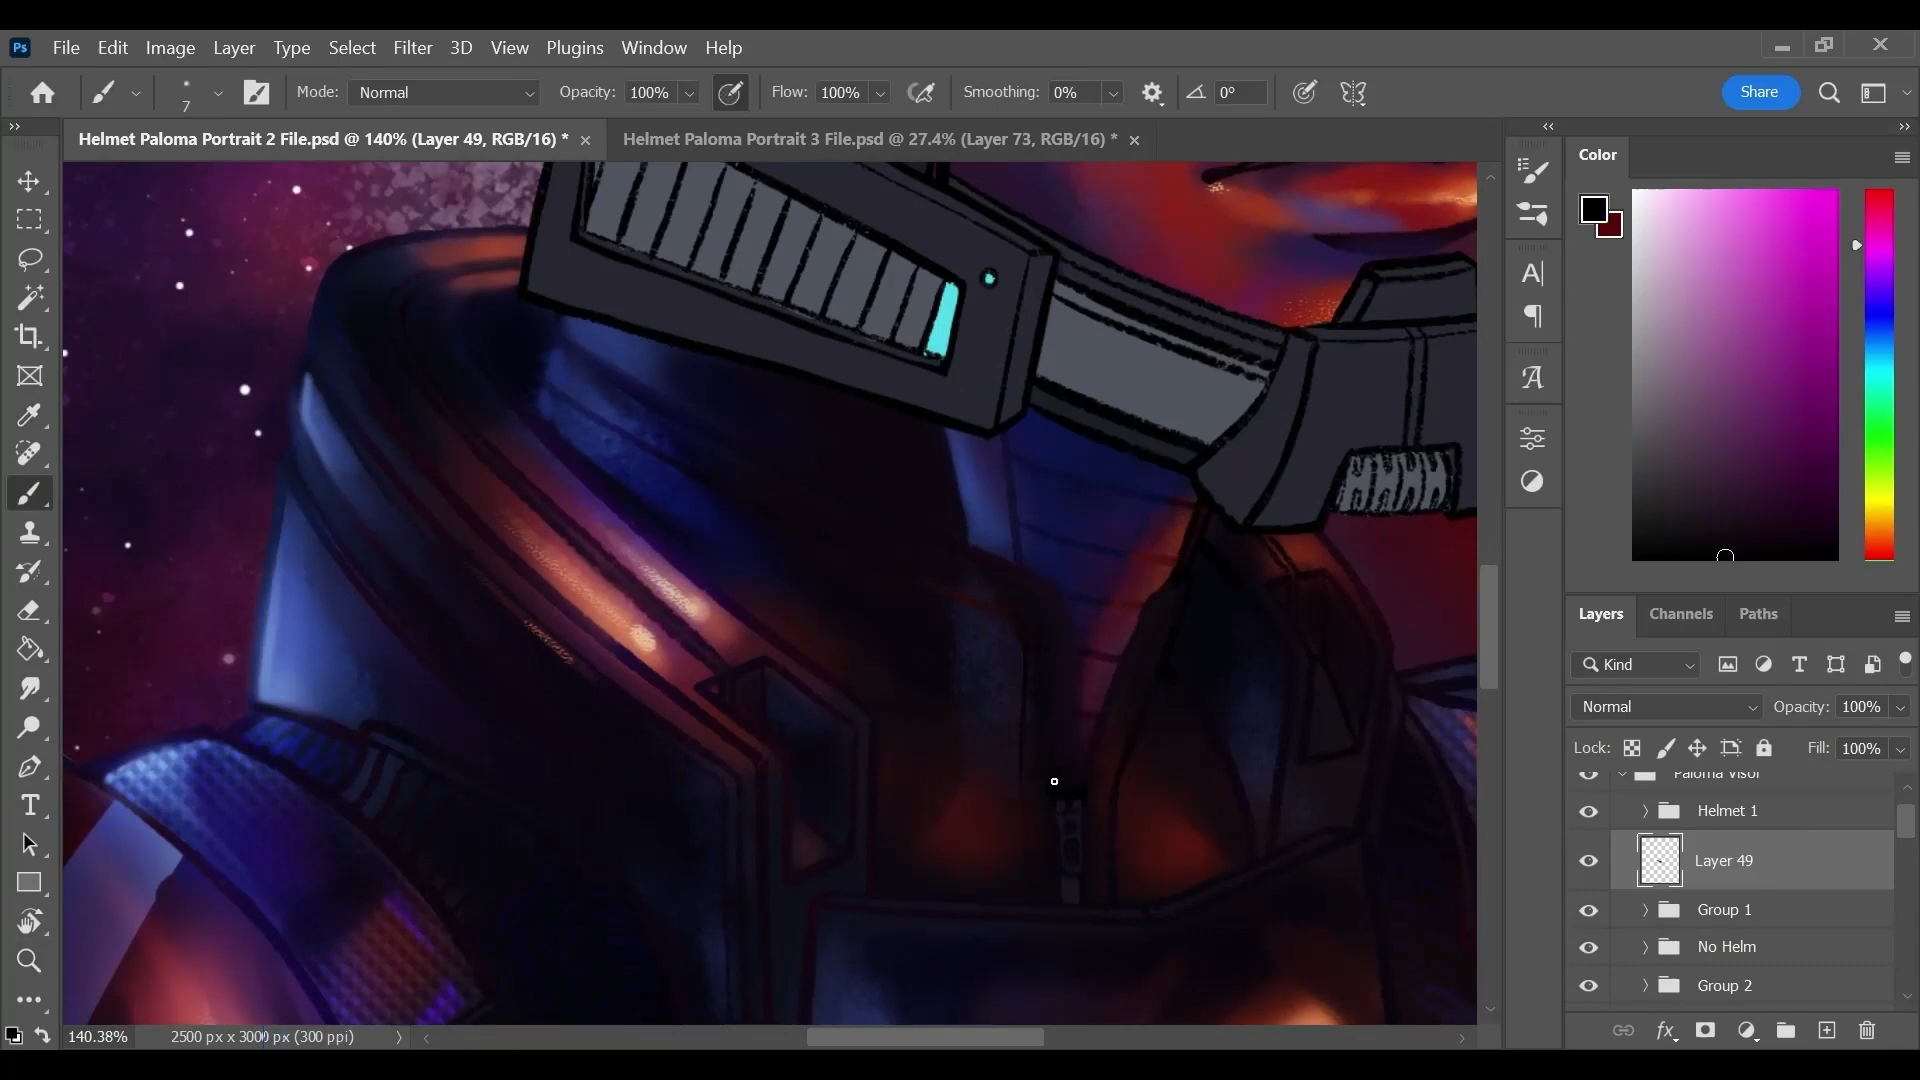 Ps File Edit Image Layer Type Select Filter 3D View Plugins Window Help
7 Mode: Normal Opacity: 100% Flow: 100% Smoothing: 0% 0° Share
Helmet Paloma Portrait 2 File.psd @ 140% (Layer 49, RGB/16) * Helmet Paloma Portrait 3 File.psd @ 27.4% (Layer 73, RGB/16) *
Color
Layers Channels Paths
Kind
Normal Opacity: 100%
Lock: Fill: 100%
Paloma Visor
Helmet 1
Layer 49
Group 1
No Helm
Group 2
140.38% 2500 px x 3000 px (300 ppi)
fx